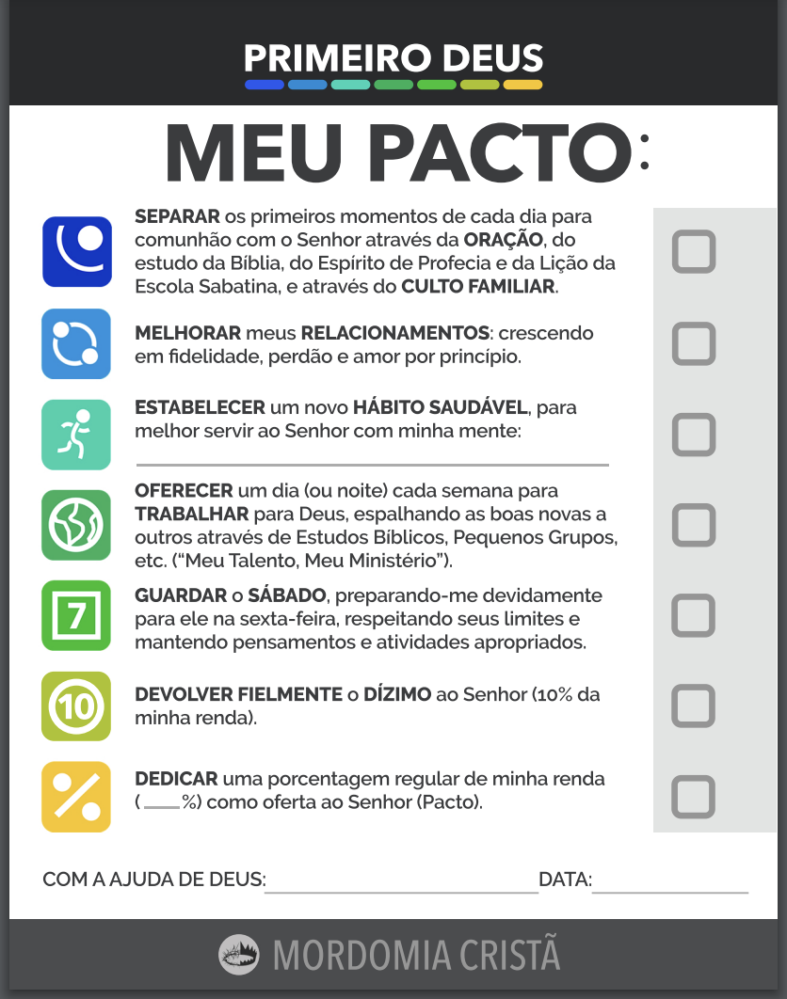 PRIMEIRO DEUS
MEU PACTO:
SEPARAR os primeiros momentos de cada dia para
comunhão com o Senhor através da ORAÇÃO, do
estudo da Bíblia, do Espírito de Profecia e da Lição da
Escola Sabatina, e através do CULTO FAMILIAR.
MELHORAR meus RELACIONAMENTOS: crescendo
em fidelidade, perdão e amor por princípio.
ESTABELECER um novo HÁBITO SAUDÁVEL, para
melhor servir ao Senhor com minha mente:
OFERECER um dia (ou noite) cada semana para
TRABALHAR para Deus, espalhando as boas novas a
outros através de Estudos Bíblicos, Pequenos Grupos,
etc. (“Meu Talento, Meu Ministério”).
7
GUARDAR o SÁBADO, preparando-me devidamente
para ele na sexta-feira, respeitando seus limites e
mantendo pensamentos e atividades apropriados.
10
DEVOLVER FIELMENTE o DÍZIMO ao Senhor (10% da
minha renda).
%
DEDICAR uma porcentagem regular de minha renda
( ____%) como oferta ao Senhor (Pacto).
COM A AJUDA DE DEUS:____________ DATA:____________
MORDOMIA CRISTÃ